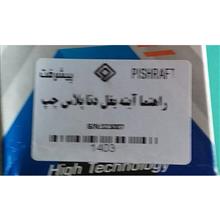 پیشرفت PISHRAFT
راهنما آینه بغل دنا پلاس چپ
1403
High Technology